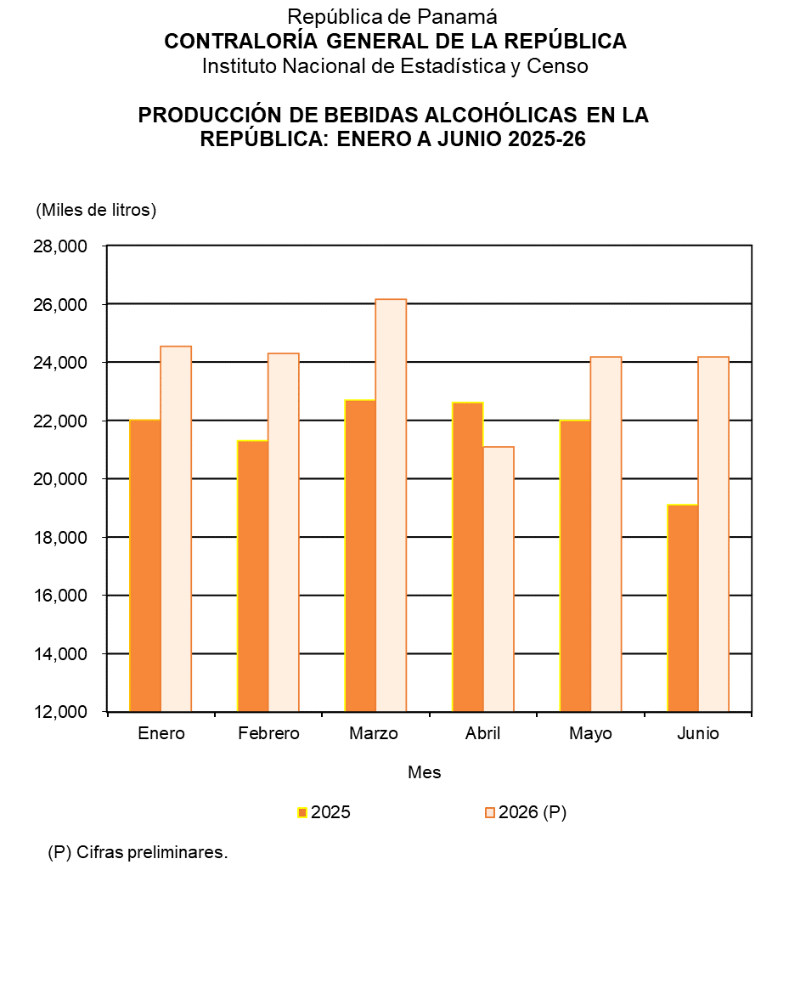 República de Panamá
CONTRALORÍA GENERAL DE LA REPÚBLICA
Instituto Nacional de Estadística y Censo
PRODUCCIÓN DE BEBIDAS ALCOHÓLICAS EN LA
REPÚBLICA: ENERO A JUNIO 2025-26
(Miles de litros)
28,000
26,000
24,000
22,000
20,000
18,000
16,000
14,000
12,000
Enero Febrero Marzo Abril Mayo Junio
Mes
2025 2026 (P)
(P) Cifras preliminares.